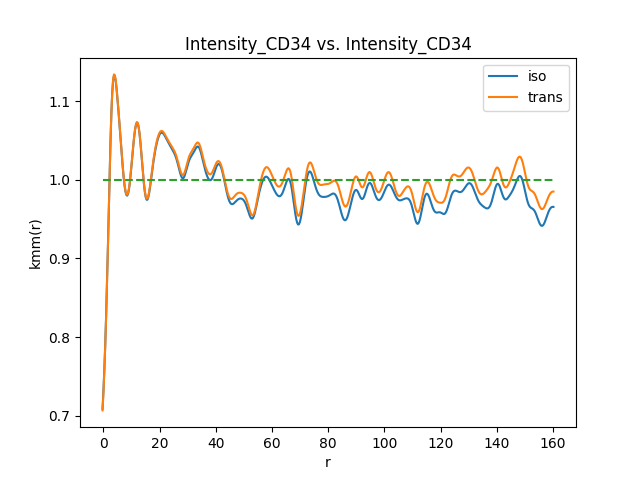 Intensity_CD34 vs. Intensity_CD34
iso
trans
1.1
1.0
0.9
0.8
0.7
kmm(r)
0 20 40 60 80 100 120 140 160
r